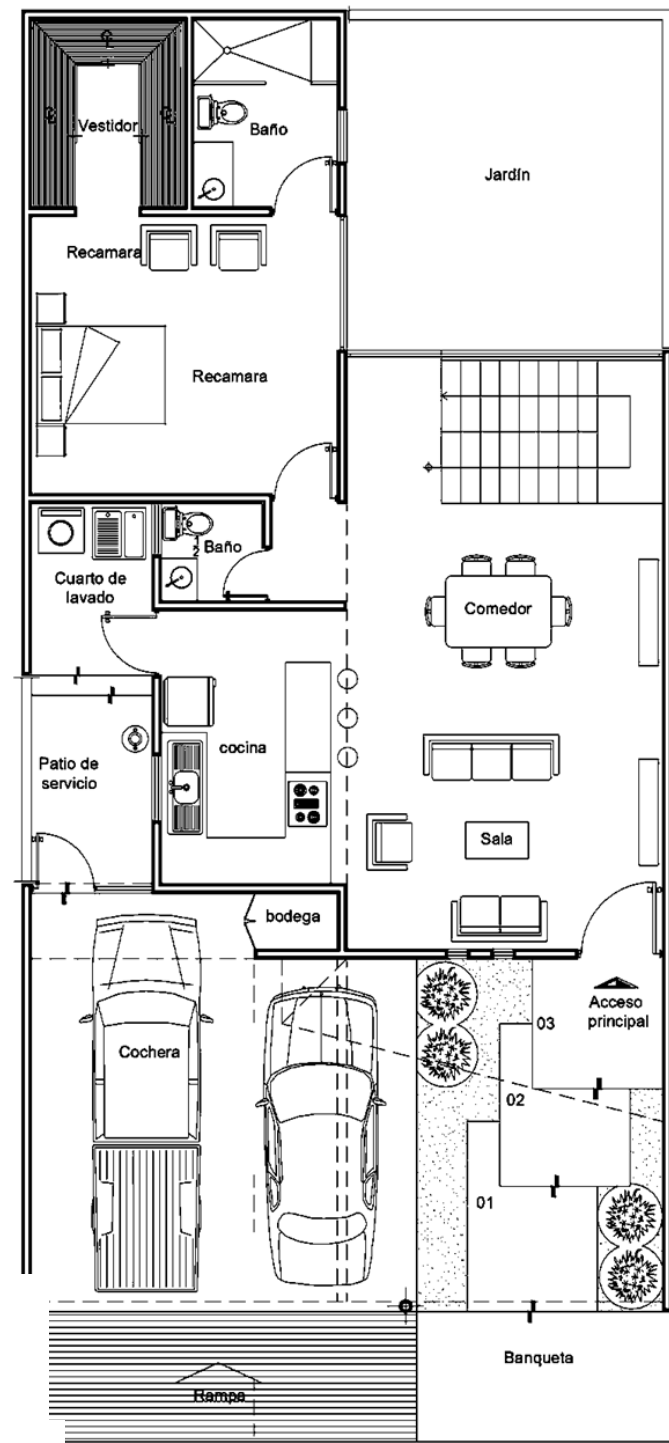 Vestidor
Baño
Jardín
Recamara
Recamara
Baño
Cuarto de
lavado
Comedor
cocina
Patio de
servicio
Sala
bodega
Acceso
principal
03
Cochera
02
01
Banqueta
Rampa